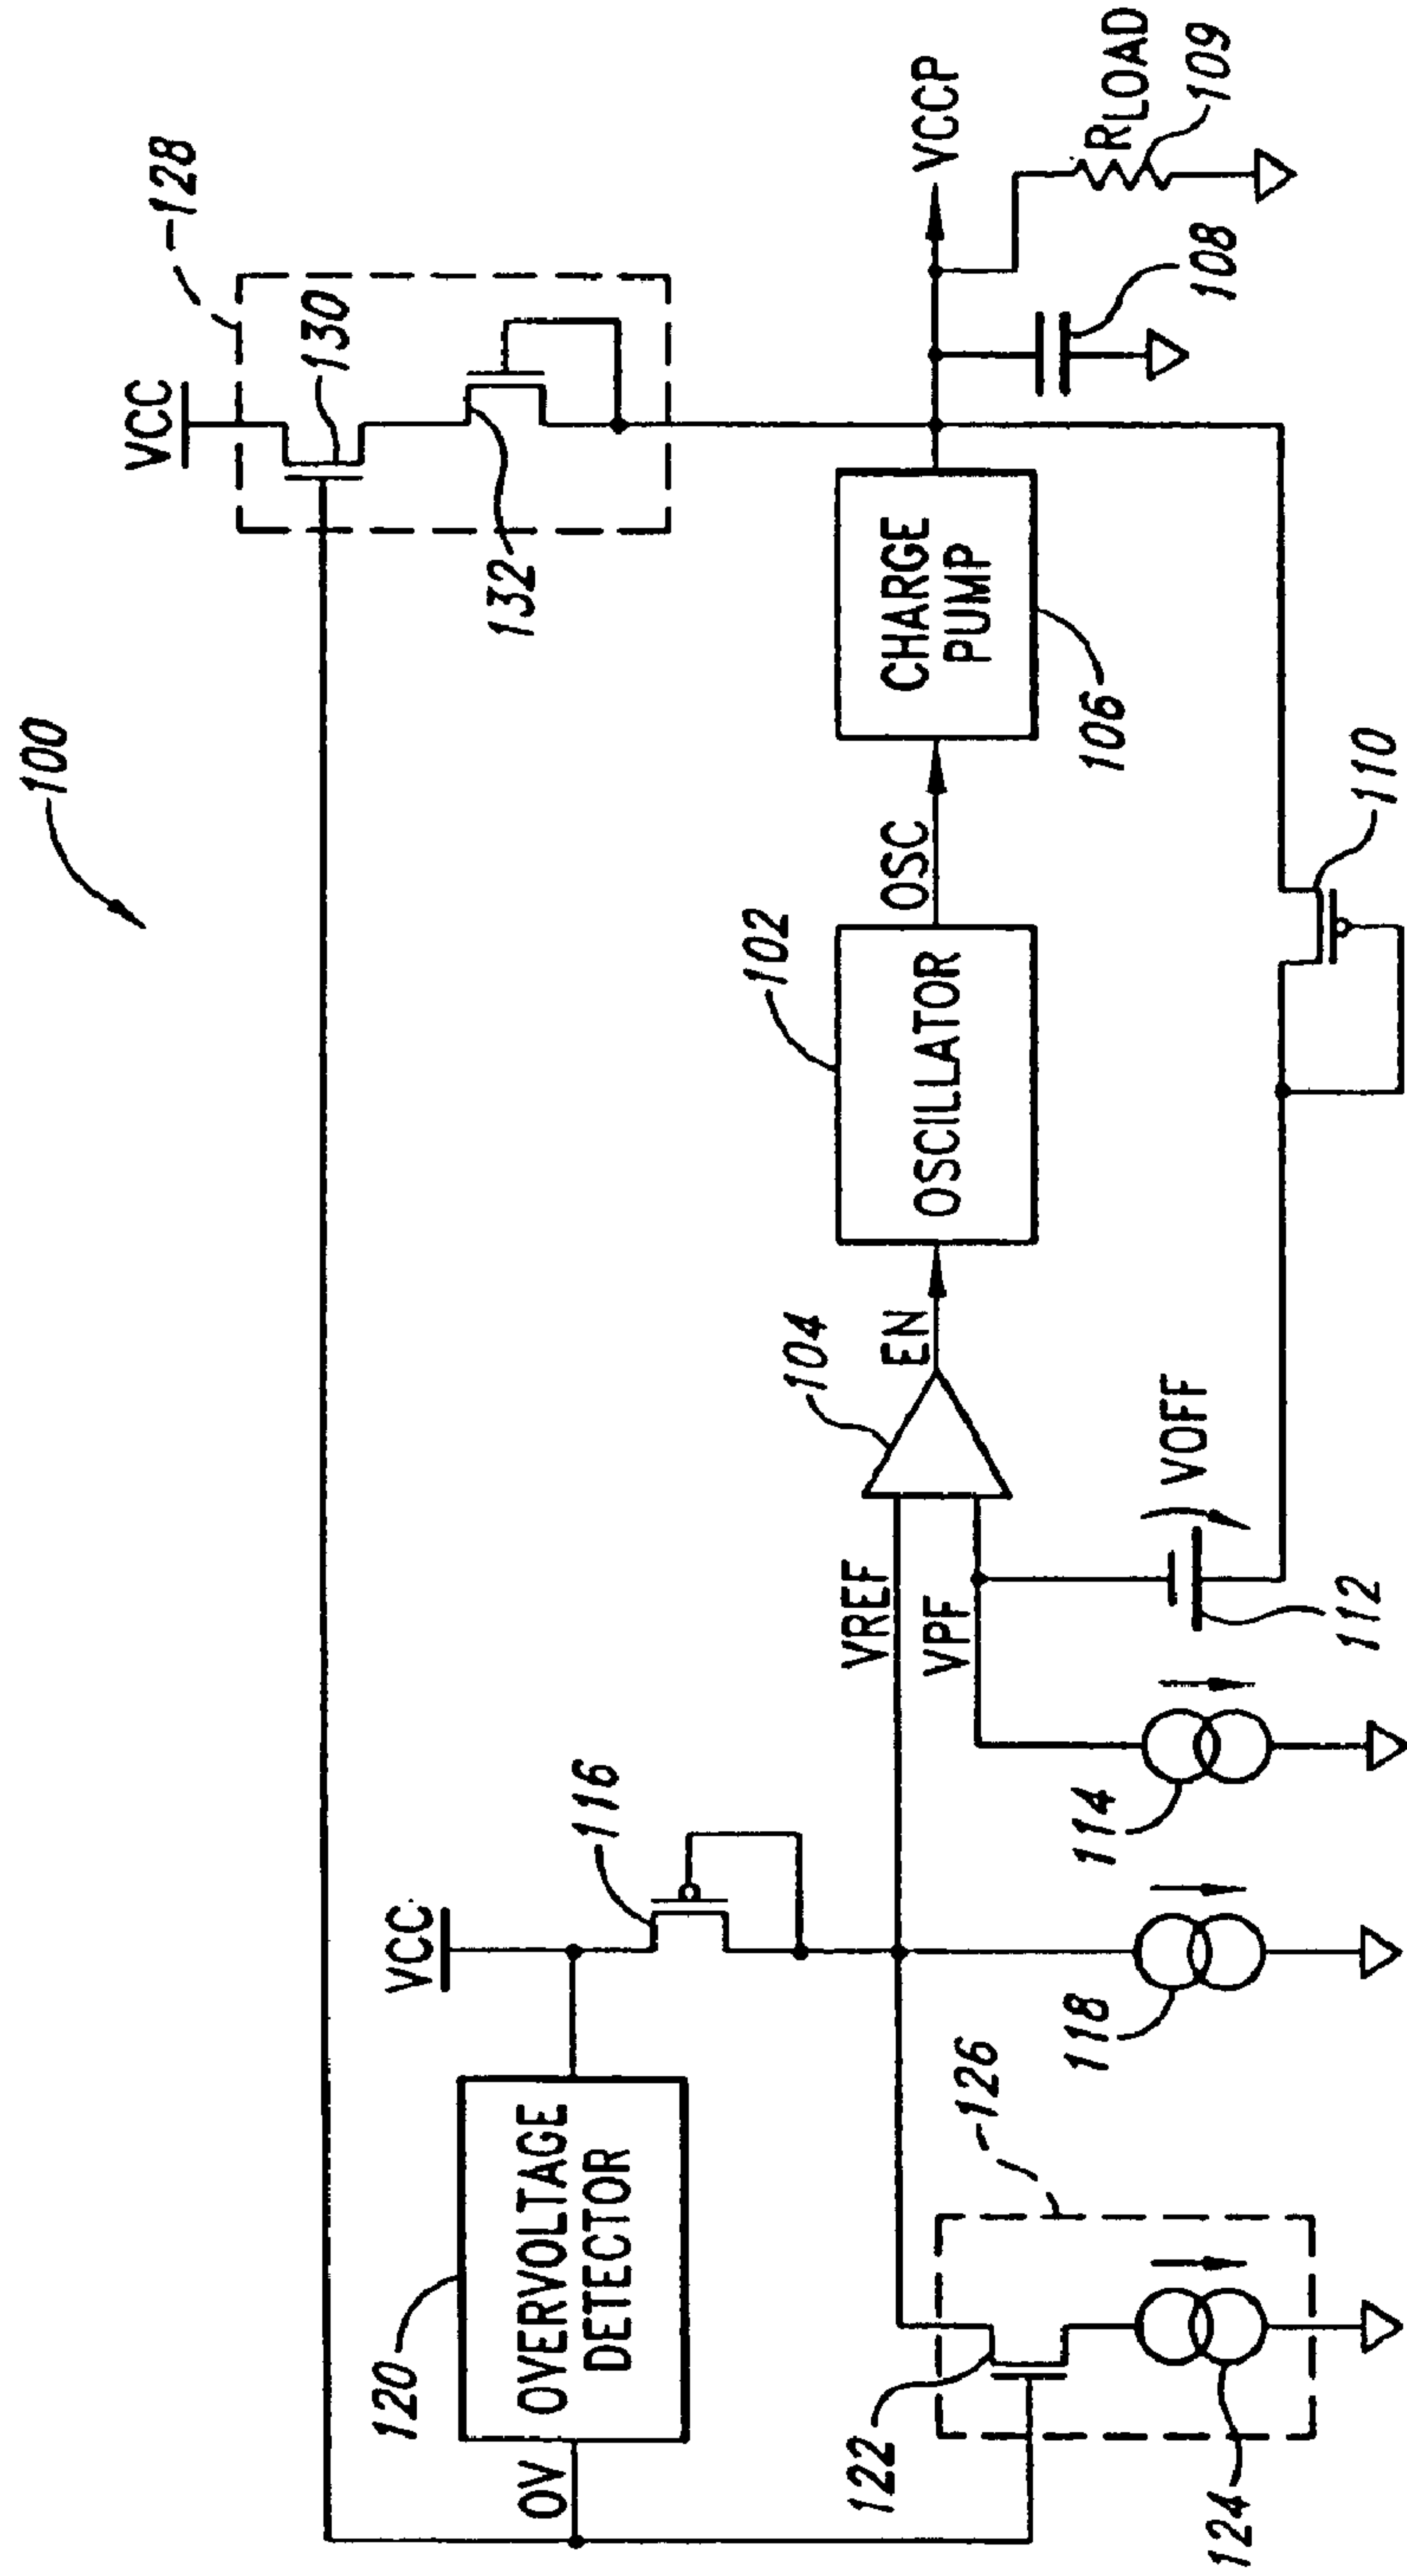 100
VCC
128
130
132
VCCP
RLOAD
109
108
CHARGE
PUMP
106
110
OSC
102
OSCILLATOR
EN
104
VREF
VPF
VOFF
112
114
116
VCC
118
120
OVERVOLTAGE
DETECTOR
OV
126
122
124